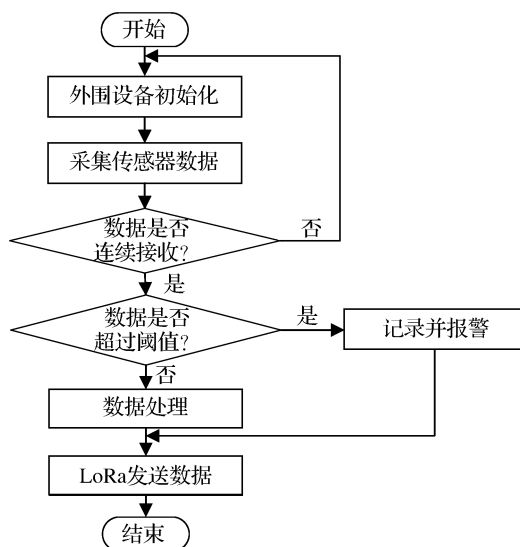 开始
外围设备初始化
采集传感器数据
数据是否
连续接收?
否
是
数据是否
超过阈值?
是
记录并报警
否
数据处理
LoRa发送数据
结束